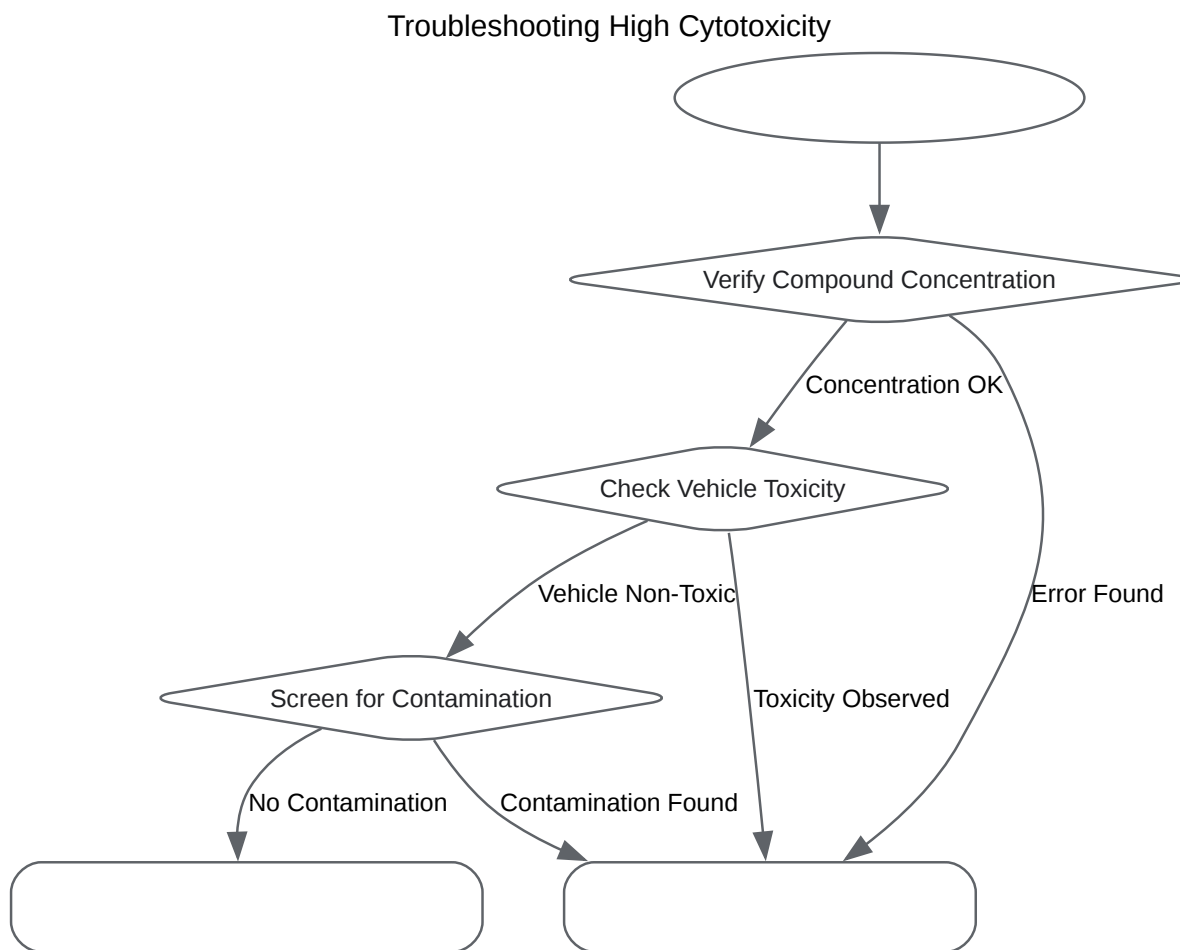 Troubleshooting High Cytotoxicity
Verify Compound Concentration
Concentration OK
Check Vehicle Toxicity
Vehicle Non-Toxic
Error Found
Screen for Contamination
Toxicity Observed
No Contamination
Contamination Found